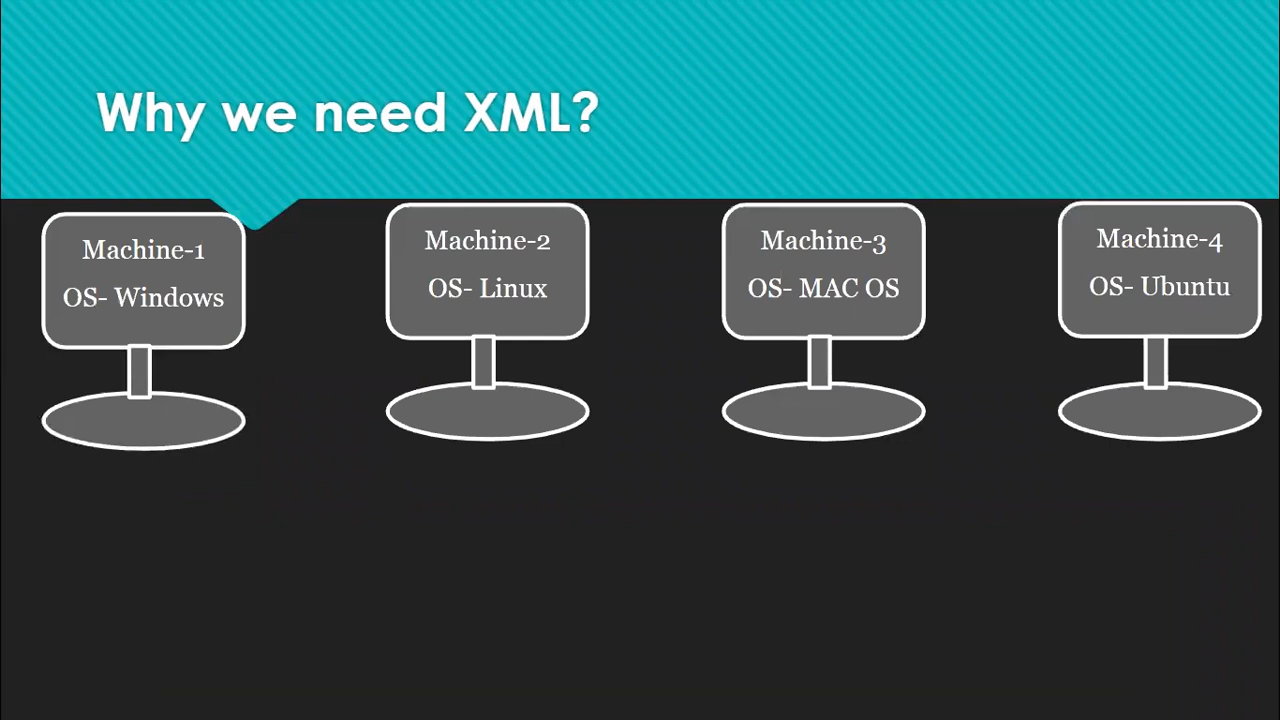 Why we need XML?
Machine-1
OS- Windows
Machine-2
OS- Linux
Machine-3
OS- MAC OS
Machine-4
OS- Ubuntu